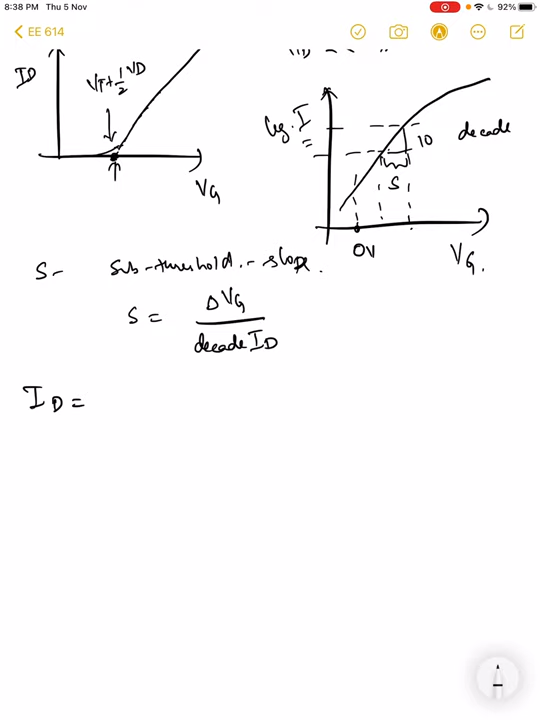 8:38 PM Thu 5 Nov
92%
EE 614
ID
VT+½VD
VG
log I
decade
10
S
0V
VG.
S- Sub-threshold - slope.
S = ΔVG / decade ID
ID =